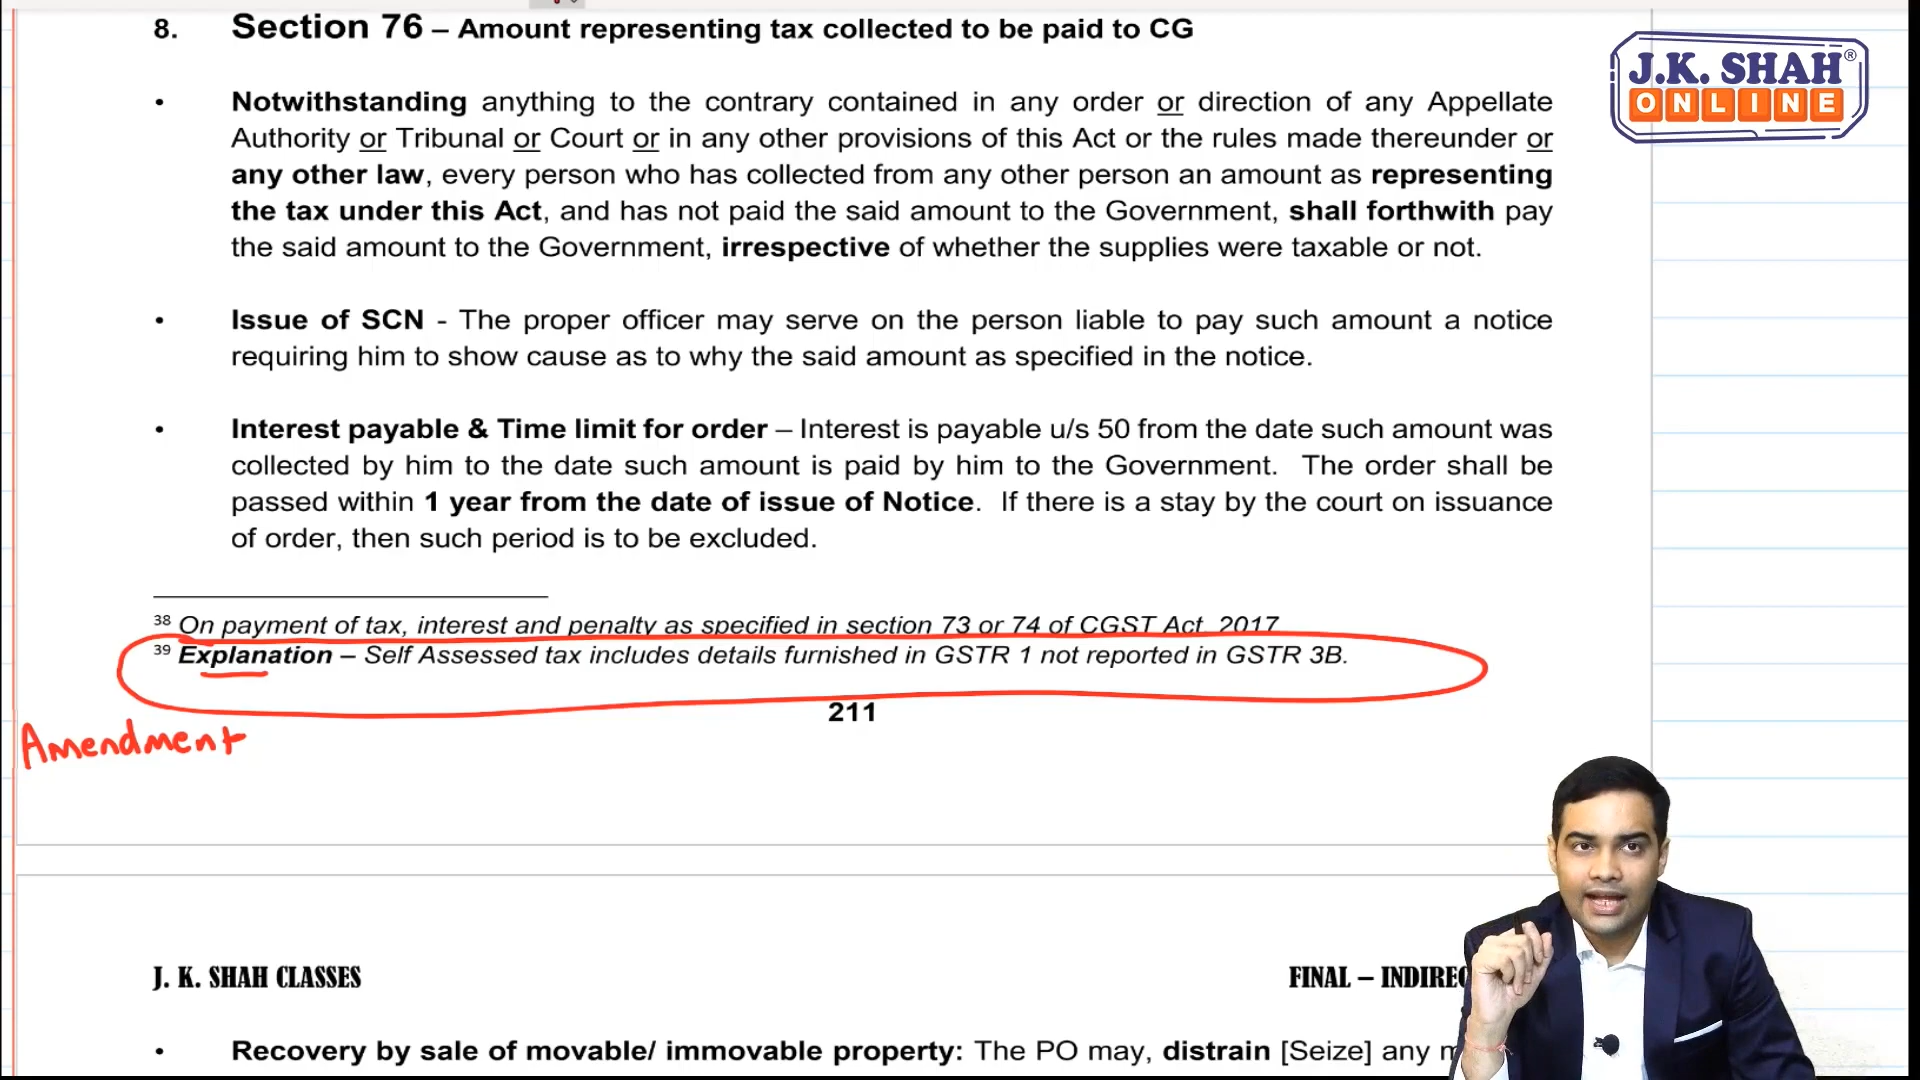 8. Section 76 – Amount representing tax collected to be paid to CG
J.K. SHAH®
ONLINE
• Notwithstanding anything to the contrary contained in any order or direction of any Appellate
Authority or Tribunal or Court or in any other provisions of this Act or the rules made thereunder or
any other law, every person who has collected from any other person an amount as representing
the tax under this Act, and has not paid the said amount to the Government, shall forthwith pay
the said amount to the Government, irrespective of whether the supplies were taxable or not.
• Issue of SCN - The proper officer may serve on the person liable to pay such amount a notice
requiring him to show cause as to why the said amount as specified in the notice.
• Interest payable & Time limit for order – Interest is payable u/s 50 from the date such amount was
collected by him to the date such amount is paid by him to the Government. The order shall be
passed within 1 year from the date of issue of Notice. If there is a stay by the court on issuance
of order, then such period is to be excluded.
38 On payment of tax, interest and penalty as specified in section 73 or 74 of CGST Act, 2017
39 Explanation – Self Assessed tax includes details furnished in GSTR 1 not reported in GSTR 3B.
211
Amendment
J. K. SHAH CLASSES
FINAL – INDIREC
• Recovery by sale of movable/ immovable property: The PO may, distrain [Seize] any